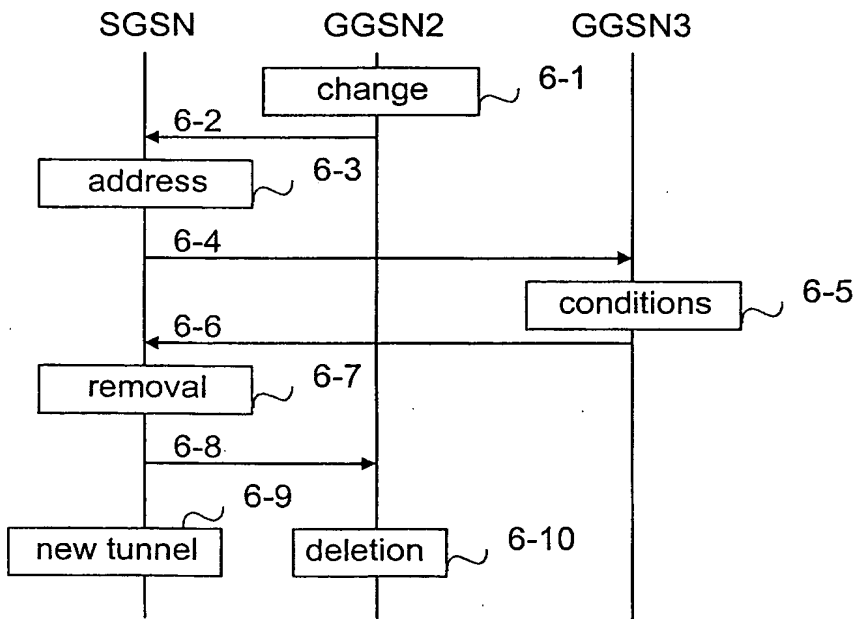 SGSN GGSN2 GGSN3
change 6-1
6-2
address 6-3
6-4
conditions 6-5
6-6
removal 6-7
6-8
6-9
new tunnel deletion 6-10